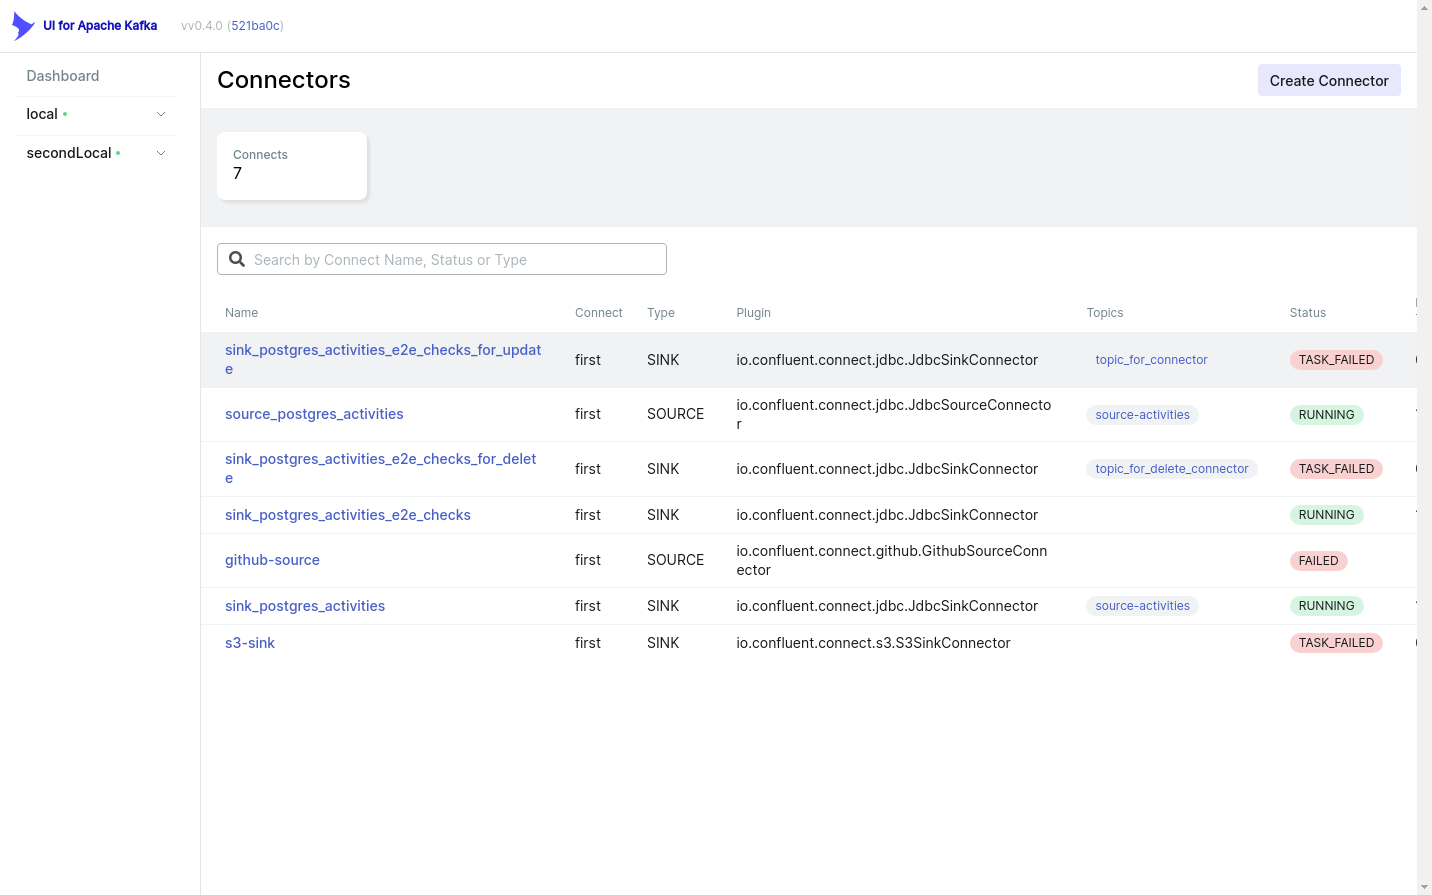 UI for Apache Kafka
vv0.4.0 (521ba0c)
Dashboard
local
secondLocal
Connectors
Create Connector
Connects
7
Search by Connect Name, Status or Type
Name Connect Type Plugin Topics Status
sink_postgres_activities_e2e_checks_for_updat
e
first SINK io.confluent.connect.jdbc.JdbcSinkConnector topic_for_connector TASK_FAILED
source_postgres_activities first SOURCE
io.confluent.connect.jdbc.JdbcSourceConnecto
r
source-activities RUNNING
sink_postgres_activities_e2e_checks_for_delet
e
first SINK io.confluent.connect.jdbc.JdbcSinkConnector topic_for_delete_connector TASK_FAILED
sink_postgres_activities_e2e_checks first SINK io.confluent.connect.jdbc.JdbcSinkConnector RUNNING
github-source first SOURCE
io.confluent.connect.github.GithubSourceConn
ector
FAILED
sink_postgres_activities first SINK io.confluent.connect.jdbc.JdbcSinkConnector source-activities RUNNING
s3-sink first SINK io.confluent.connect.s3.S3SinkConnector TASK_FAILED